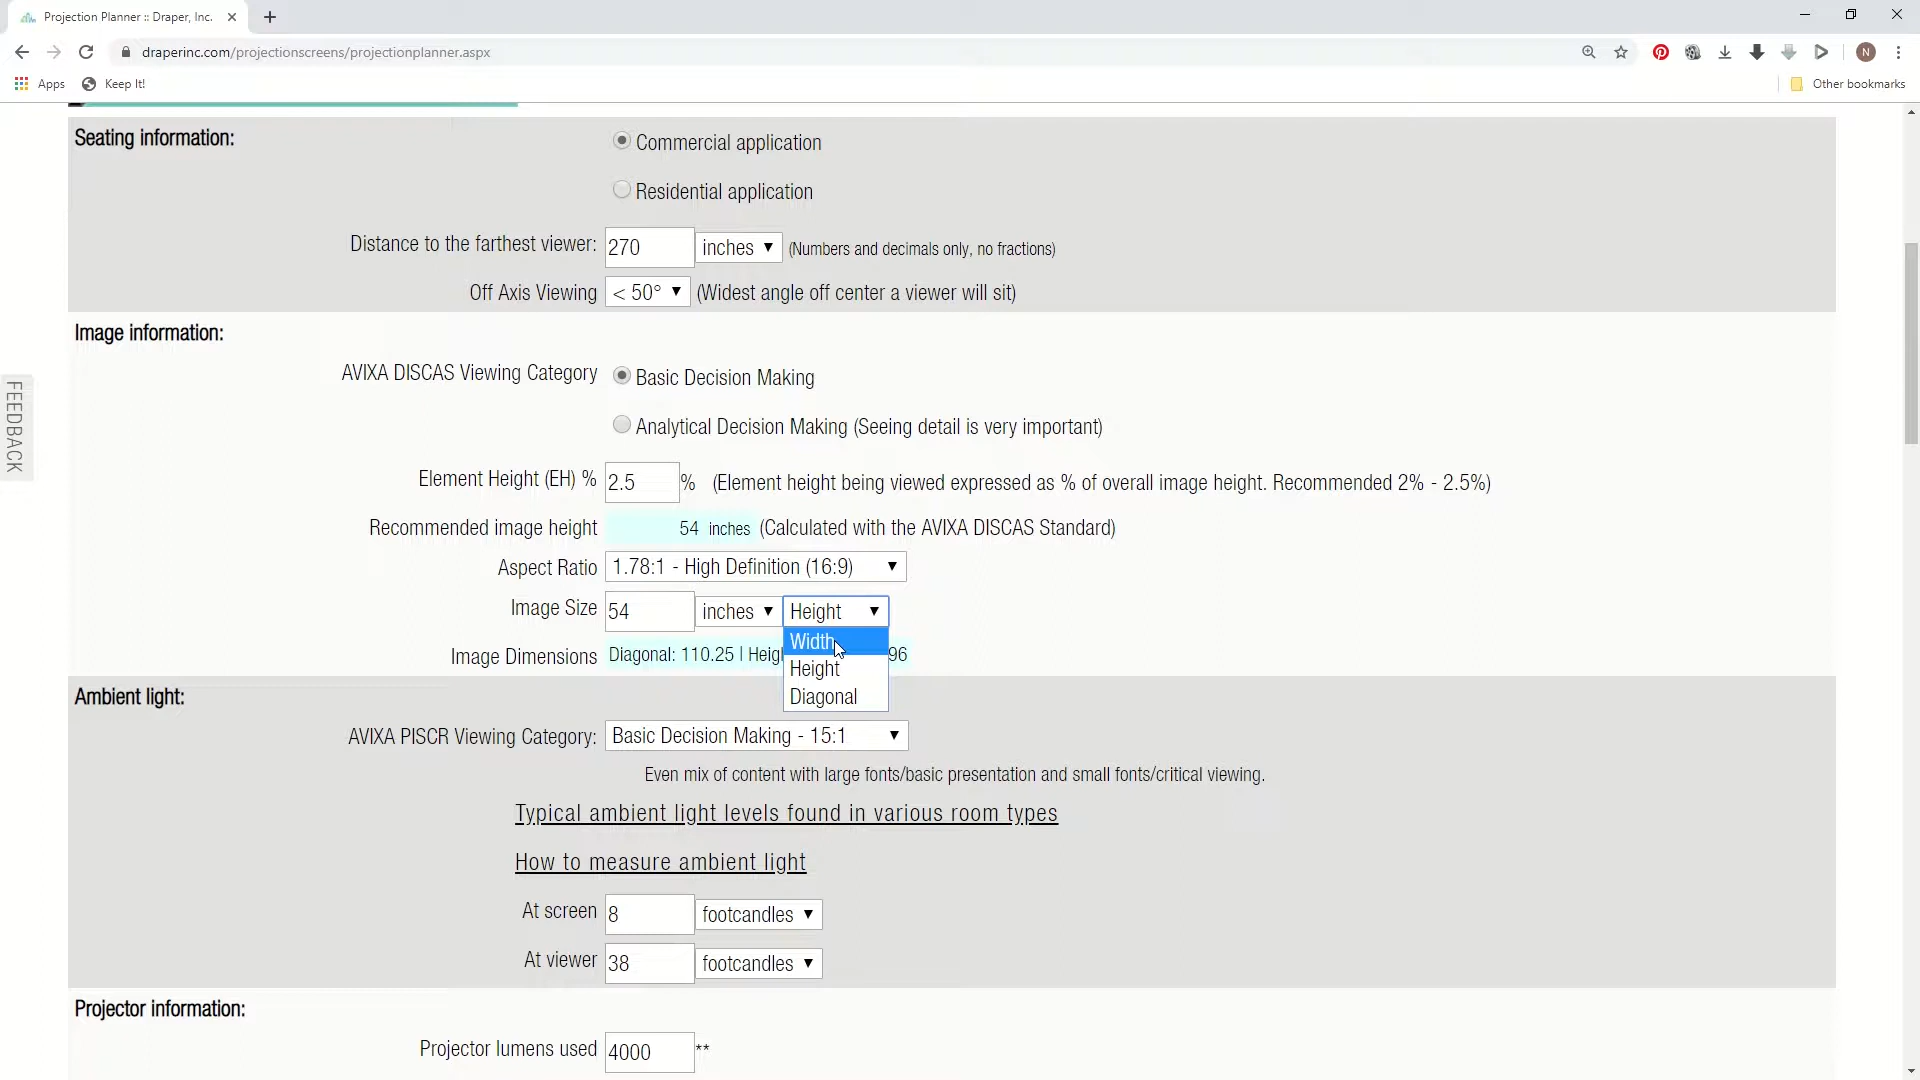 Projection Planner :: Draper, Inc.
draperinc.com/projectionscreens/projectionplanner.aspx
N
Apps
Keep It!
Other bookmarks
FEEDBACK
Seating information:
Commercial application
Residential application
Distance to the farthest viewer: 270 inches (Numbers and decimals only, no fractions)
Off Axis Viewing < 50° (Widest angle off center a viewer will sit)
Image information:
AVIXA DISCAS Viewing Category Basic Decision Making
Analytical Decision Making (Seeing detail is very important)
Element Height (EH) % 2.5 % (Element height being viewed expressed as % of overall image height. Recommended 2% - 2.5%)
Recommended image height 54 inches (Calculated with the AVIXA DISCAS Standard)
Aspect Ratio 1.78:1 - High Definition (16:9)
Image Size 54 inches Height
Width
Image Dimensions Diagonal: 110.25 | 96
Height
Diagonal
Ambient light:
AVIXA PISCR Viewing Category: Basic Decision Making - 15:1
Even mix of content with large fonts/basic presentation and small fonts/critical viewing.
Typical ambient light levels found in various room types
How to measure ambient light
At screen 8 footcandles
At viewer 38 footcandles
Projector information:
Projector lumens used 4000 **